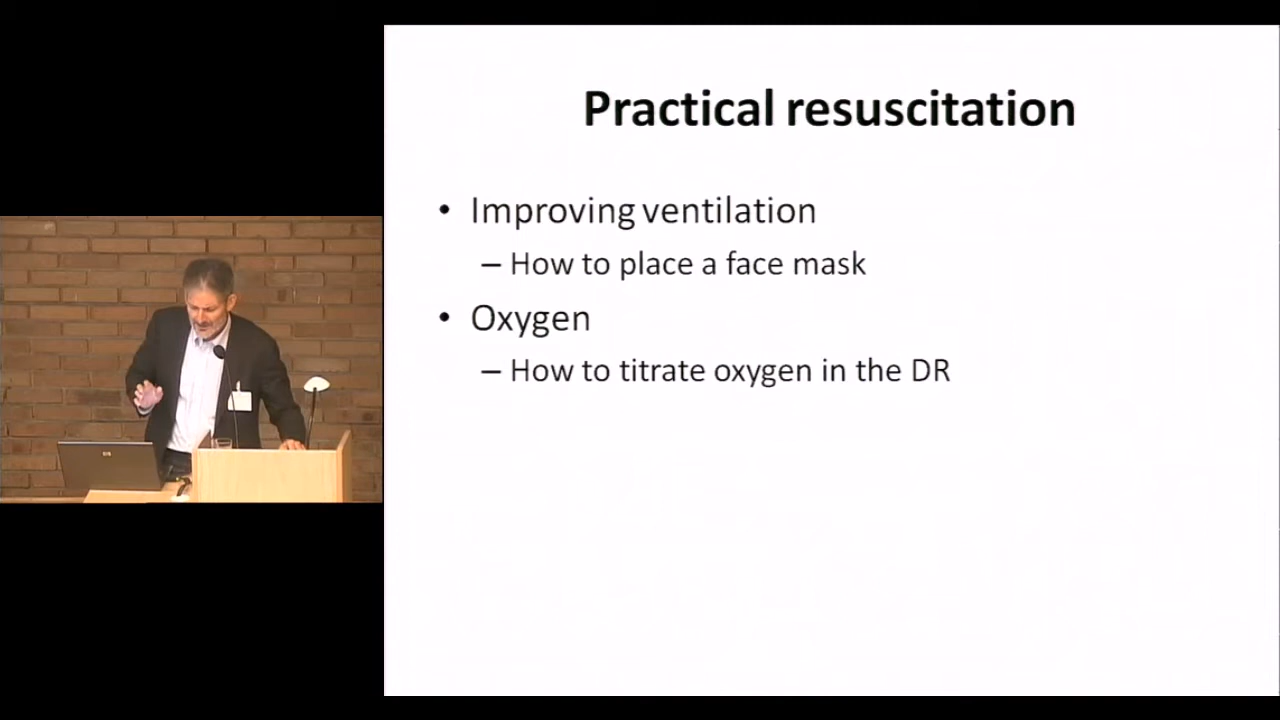 Practical resuscitation
• Improving ventilation
– How to place a face mask
• Oxygen
– How to titrate oxygen in the DR